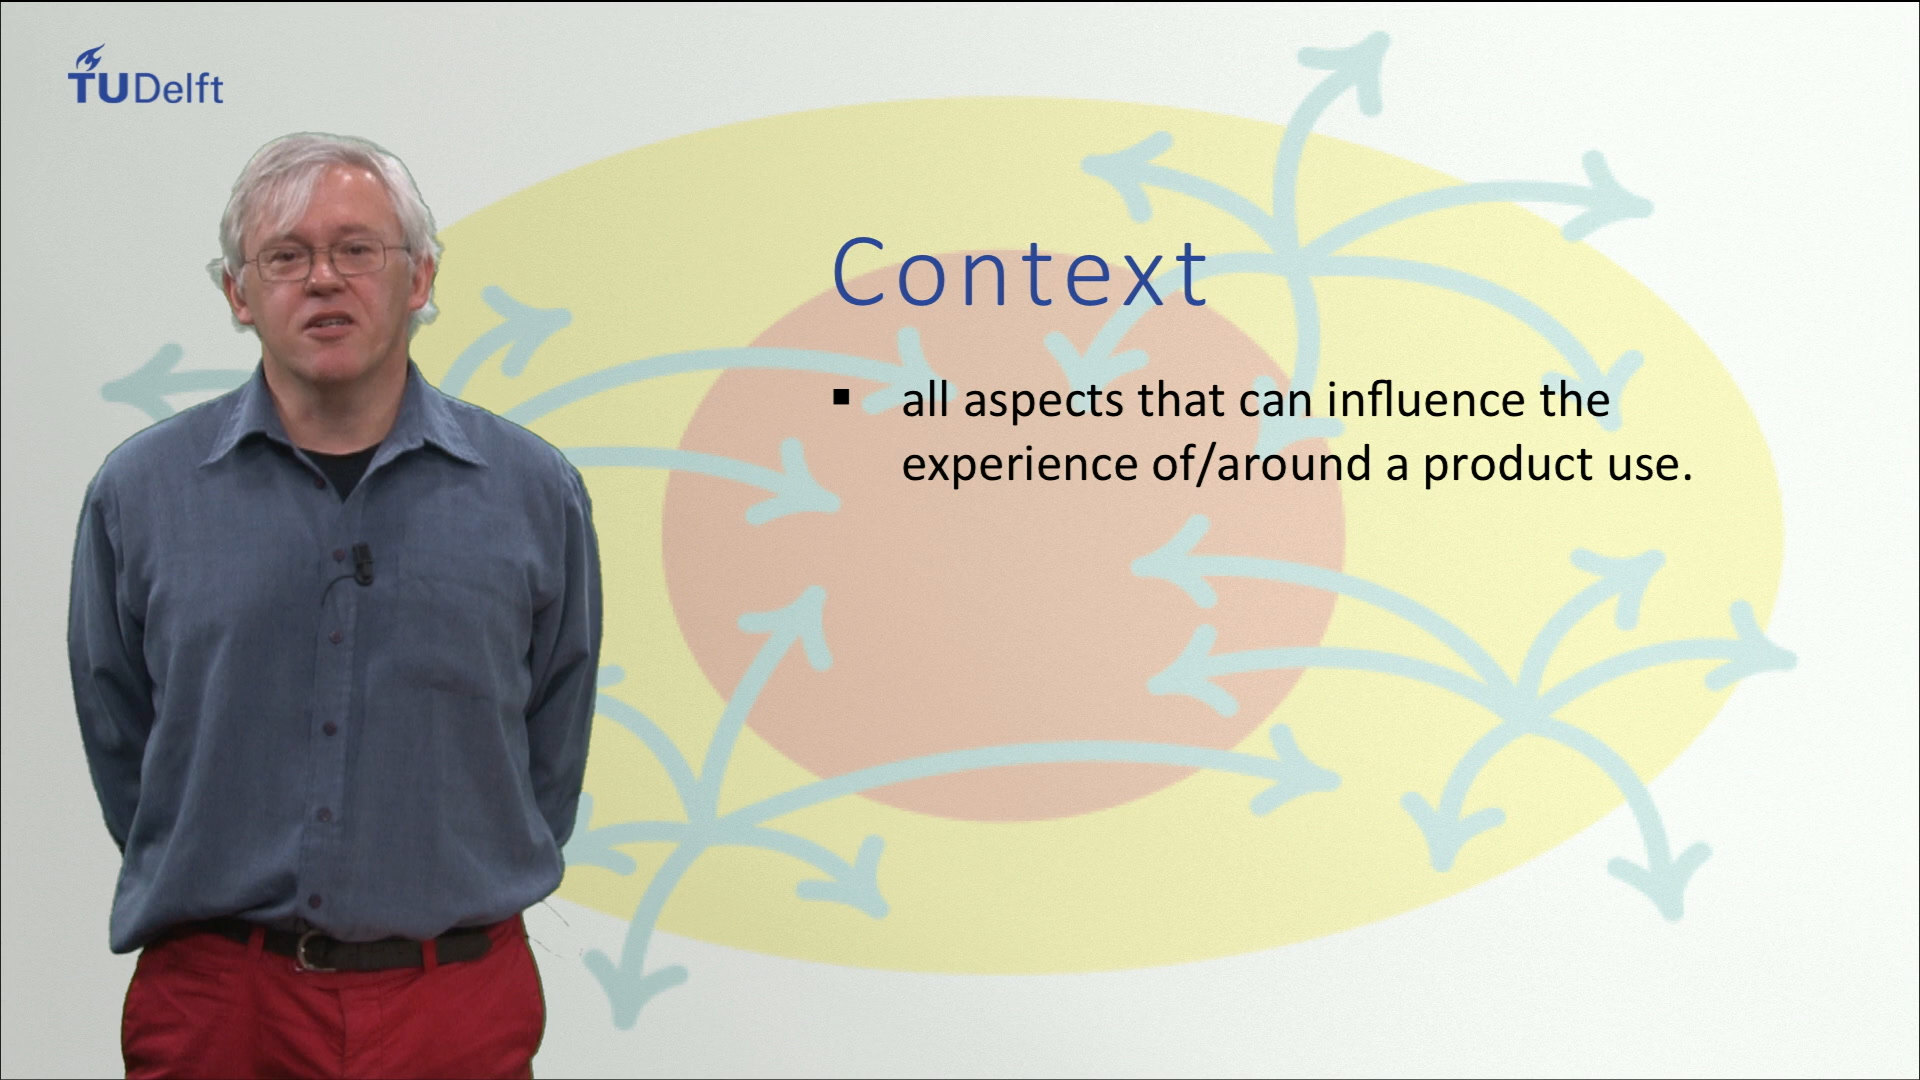 TUDelft
Context
▪ all aspects that can influence the
experience of/around a product use.